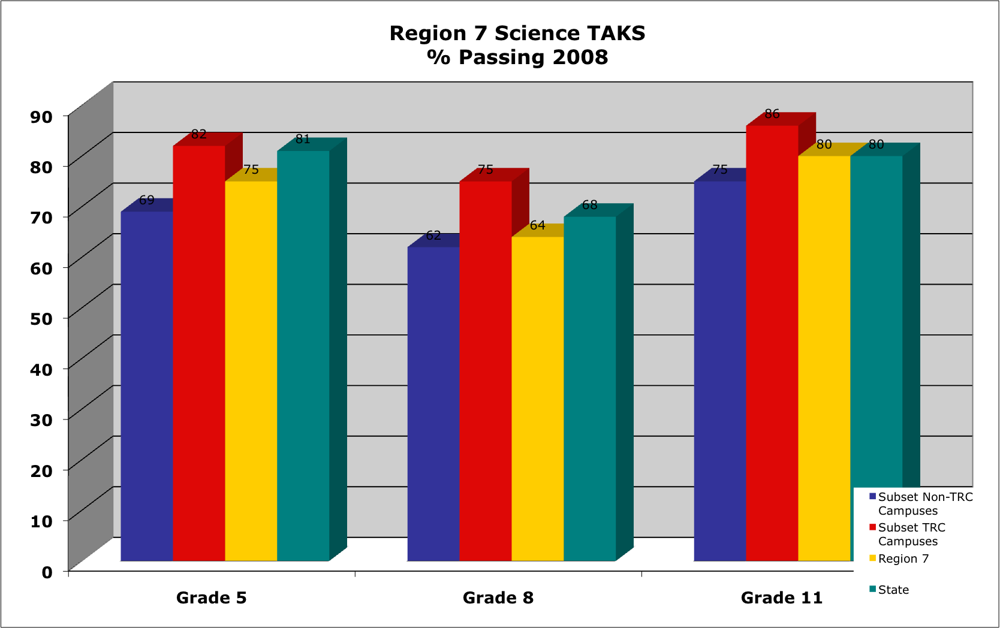 Region 7 Science TAKS
% Passing 2008
90
80
70
60
50
40
30
20
10
0
69
82
75
81
62
75
64
68
75
86
80
80
Grade 5
Grade 8
Grade 11
Subset Non-TRC
Campuses
Subset TRC
Campuses
Region 7
State